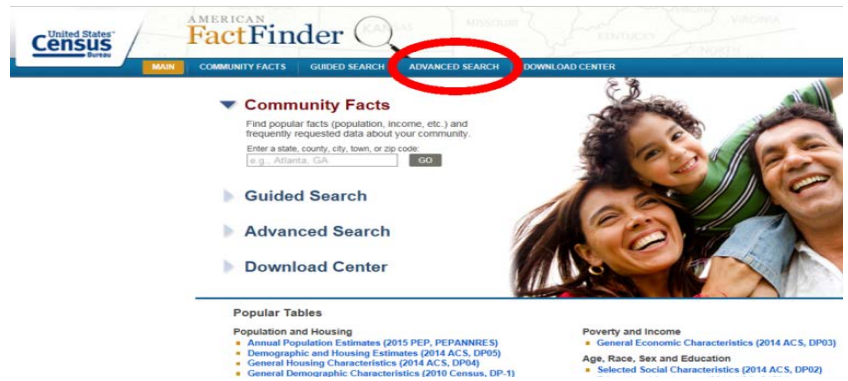 United States®
Census
Bureau
AMERICAN
FactFinder
KANSAS
MISSOURI
KENTUCKY
VIRGINIA
NORTH
MAIN
COMMUNITY FACTS
GUIDED SEARCH
ADVANCED SEARCH
DOWNLOAD CENTER
Community Facts
Find popular facts (population, income, etc.) and
frequently requested data about your community.
Enter a state, county, city, town, or zip code:
e.g., Atlanta, GA
GO
Guided Search
Advanced Search
Download Center
Popular Tables
Population and Housing
Annual Population Estimates (2015 PEP, PEPANNRES)
Demographic and Housing Estimates (2014 ACS, DP05)
General Housing Characteristics (2014 ACS, DP04)
General Demographic Characteristics (2010 Census, DP-1)
Poverty and Income
General Economic Characteristics (2014 ACS, DP03)
Age, Race, Sex and Education
Selected Social Characteristics (2014 ACS, DP02)